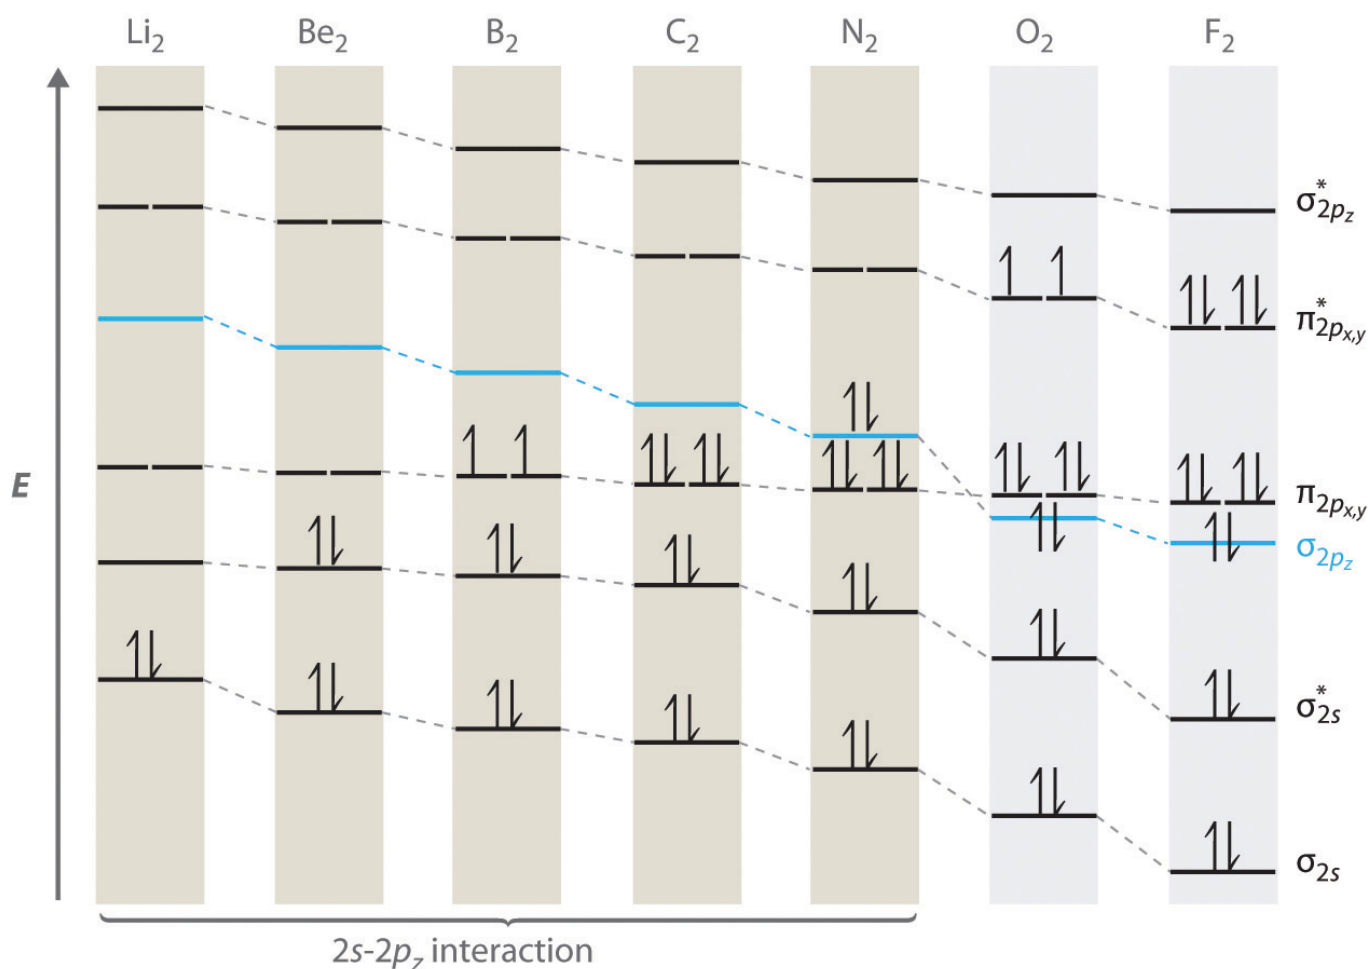 Li₂ Be₂ B₂ C₂ N₂ O₂ F₂
E
σ*2pz
π*2px,y
π2px,y
σ2pz
σ*2s
σ2s
2s-2pz interaction